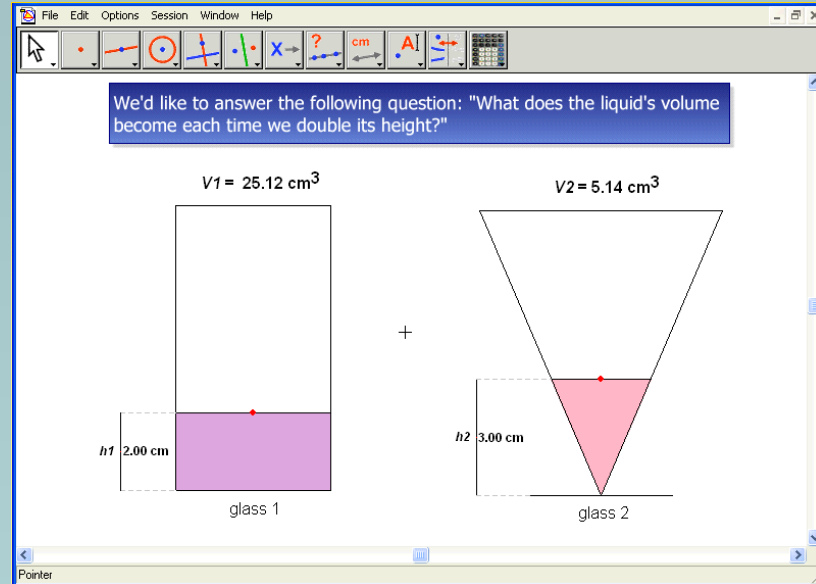 File Edit Options Session Window Help
X
?
cm
A
We'd like to answer the following question: "What does the liquid's volume
become each time we double its height?"
V1 = 25.12 cm³
V2 = 5.14 cm³
h1 2.00 cm
h2 3.00 cm
glass 1
glass 2
Pointer